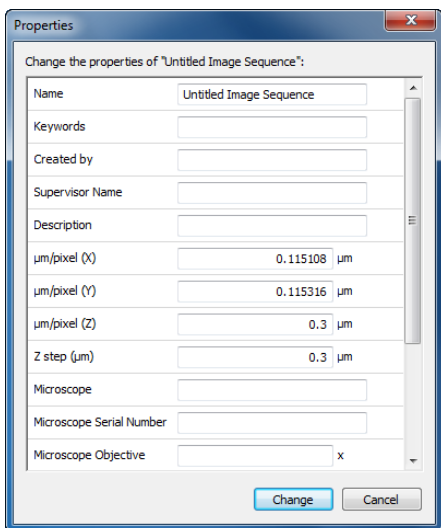 Properties
Change the properties of "Untitled Image Sequence":
Name Untitled Image Sequence
Keywords
Created by
Supervisor Name
Description
µm/pixel (X) 0.115108 µm
µm/pixel (Y) 0.115316 µm
µm/pixel (Z) 0.3 µm
Z step (µm) 0.3 µm
Microscope
Microscope Serial Number
Microscope Objective x
Change Cancel